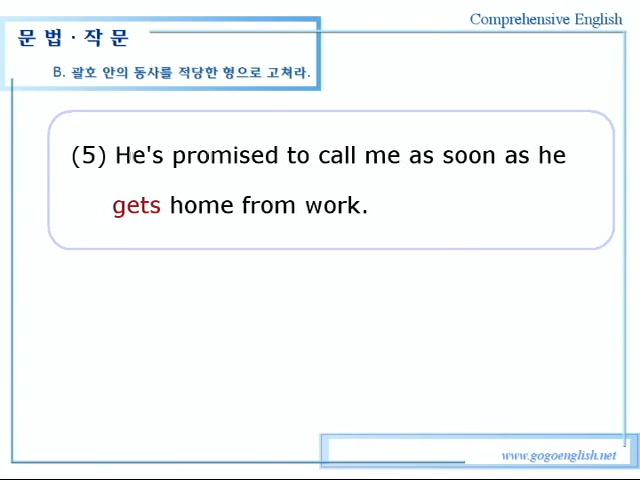 Comprehensive English
문 법 · 작 문
B. 괄호 안의 동사를 적당한 형으로 고쳐라.
(5) He's promised to call me as soon as he
gets home from work.
www.gogoenglish.net